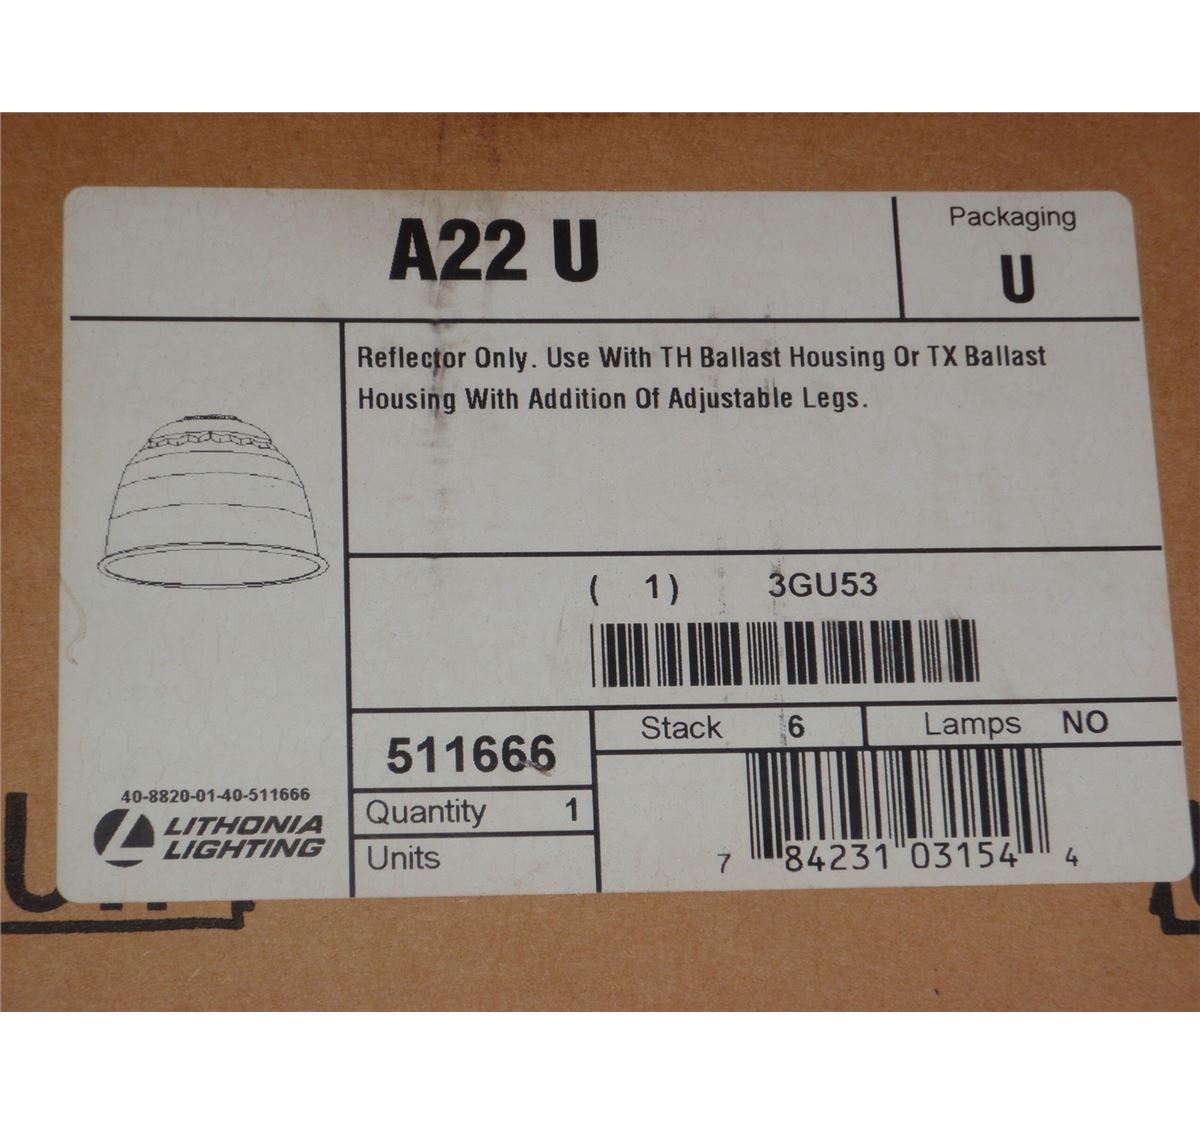 A22 U
Packaging
U
Reflector Only. Use With TH Ballast Housing Or TX Ballast
Housing With Addition Of Adjustable Legs.
( 1) 3GU53
511666
Stack 6
Lamps NO
Quantity 1
Units
7 84231 03154 4
40-8820-01-40-511666
LITHONIA
LIGHTING